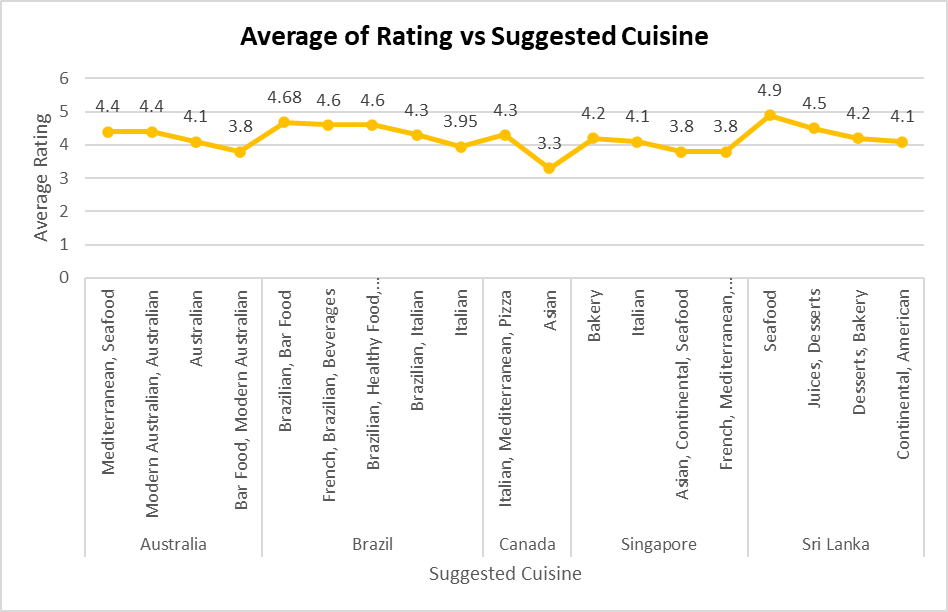 Average of Rating vs Suggested Cuisine
Average Rating
6
5
4
3
2
1
0
4.4
4.4
4.1
3.8
4.68
4.6
4.6
4.3
3.95
4.3
3.3
4.2
4.1
3.8
3.8
4.9
4.5
4.2
4.1
Mediterranean, Seafood
Modern Australian, Australian
Australian
Bar Food, Modern Australian
Brazilian, Bar Food
French, Brazilian, Beverages
Brazilian, Healthy Food,...
Brazilian, Italian
Italian
Italian, Mediterranean, Pizza
Asian
Bakery
Italian
Asian, Continental, Seafood
French, Mediterranean,...
Seafood
Juices, Desserts
Desserts, Bakery
Continental, American
Australia
Brazil
Canada
Singapore
Sri Lanka
Suggested Cuisine